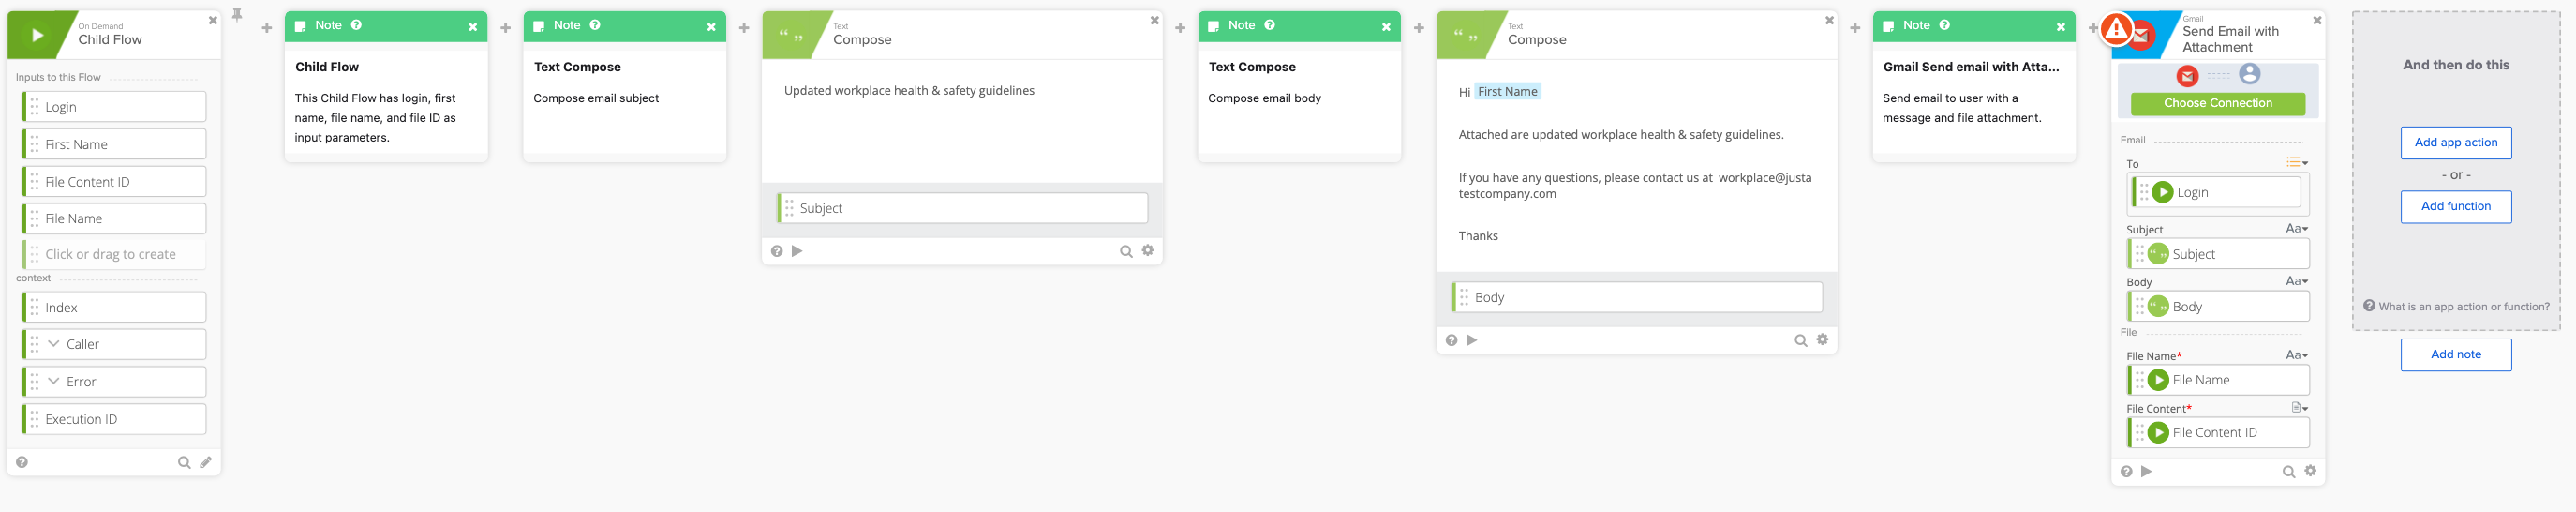 On Demand
Child Flow
Inputs to this Flow
Login
First Name
File Content ID
File Name
Click or drag to create
context
Index
Caller
Error
Execution ID
Note
Child Flow
This Child Flow has login, first
name, file name, and file ID as
input parameters.
Note
Text Compose
Compose email subject
Text
Compose
Updated workplace health & safety guidelines
Subject
Note
Text Compose
Compose email body
Text
Compose
Hi First Name
Attached are updated workplace health & safety guidelines.
If you have any questions, please contact us at workplace@justa
testcompany.com
Thanks
Body
Note
Gmail Send email with Atta...
Send email to user with a
message and file attachment.
Gmail
Send Email with
Attachment
Choose Connection
Email
To
Login
Subject
Aa
Subject
Body
Aa
Body
File
File Name*
Aa
File Name
File Content*
File Content ID
And then do this
Add app action
- or -
Add function
What is an app action or function?
Add note